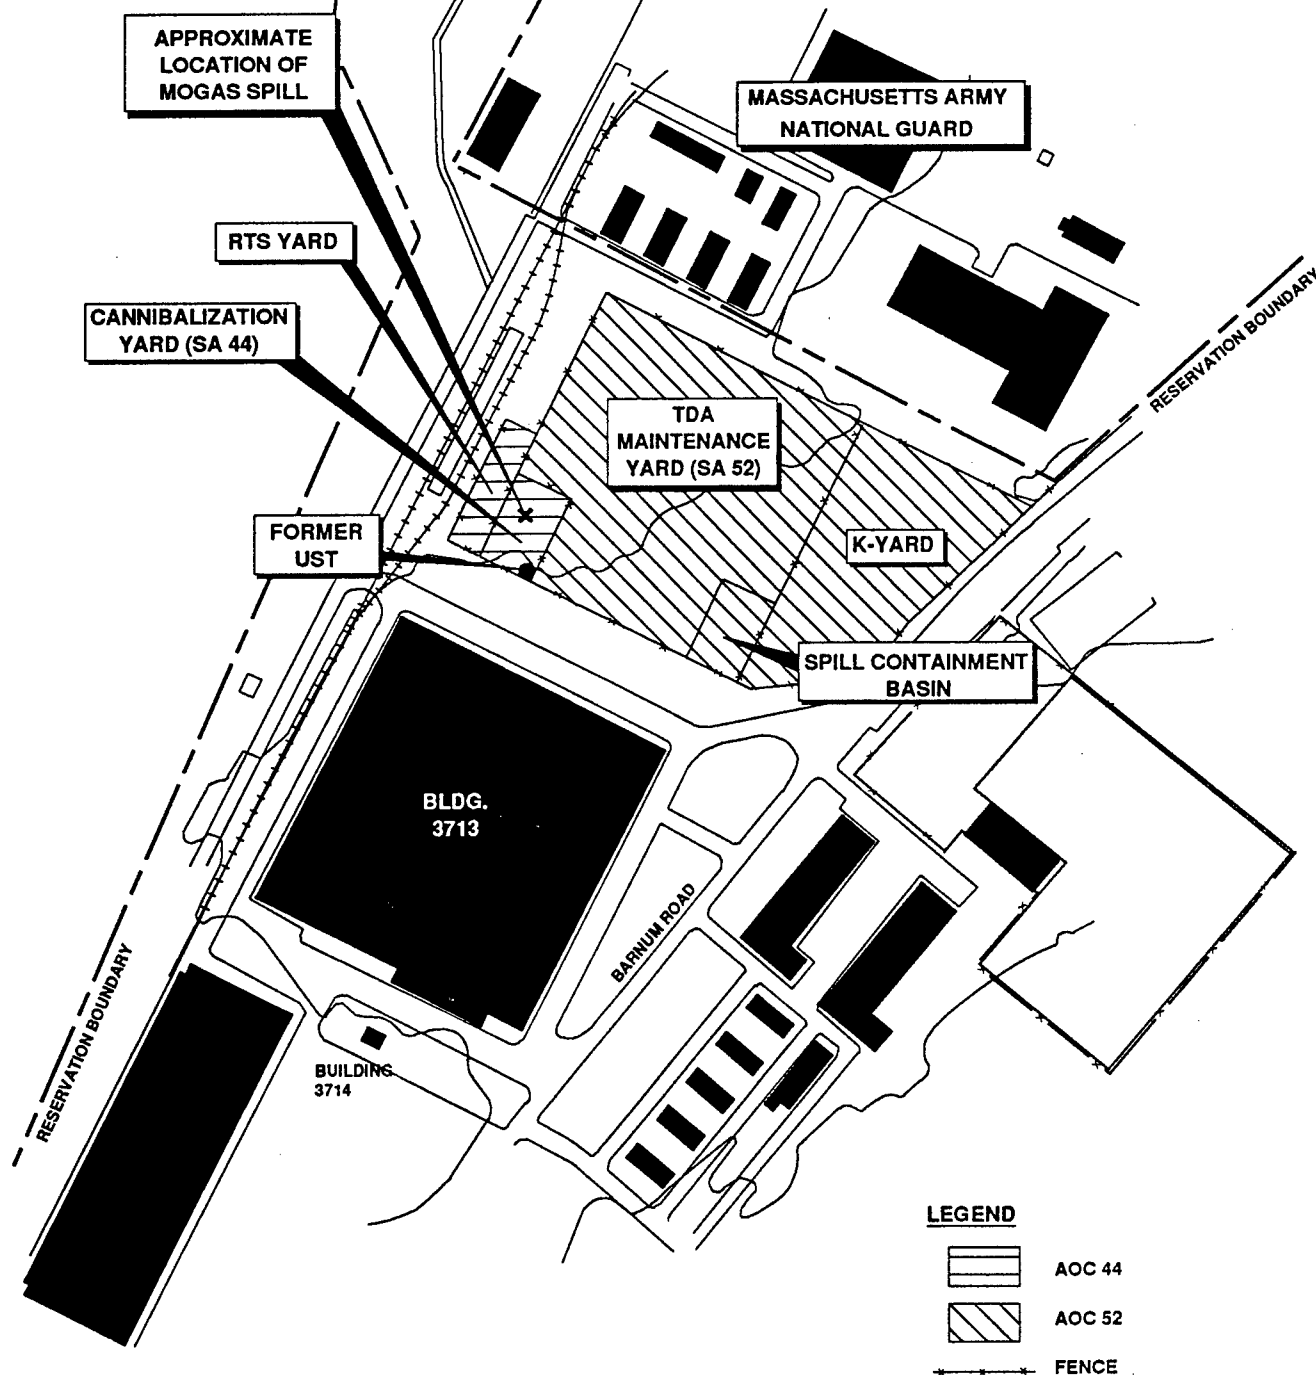 APPROXIMATE
LOCATION OF
MOGAS SPILL
MASSACHUSETTS ARMY
NATIONAL GUARD
RTS YARD
CANNIBALIZATION
YARD (SA 44)
RESERVATION BOUNDARY
TDA
MAINTENANCE
YARD (SA 52)
FORMER
UST
K-YARD
SPILL CONTAINMENT
BASIN
BLDG.
3713
BARNUM ROAD
RESERVATION BOUNDARY
BUILDING
3714
LEGEND
AOC 44
AOC 52
FENCE